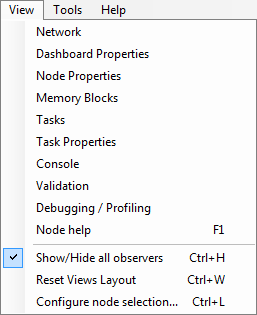 View Tools Help
Network
Dashboard Properties
Node Properties
Memory Blocks
Tasks
Task Properties
Console
Validation
Debugging / Profiling
Node help F1
Show/Hide all observers Ctrl+H
Reset Views Layout Ctrl+W
Configure node selection... Ctrl+L